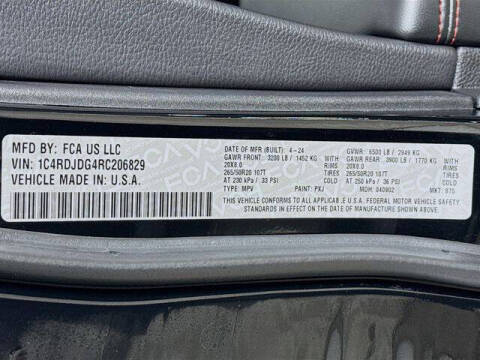 MFD BY: FCA US LLC
VIN: 1C4RDJDG4RC206829
VEHICLE MADE IN: U.S.A.
DATE OF MFR (BUILT): 4-24
GVWR: 6500 LB / 2949 KG
GAWR FRONT: 3200 LB / 1452 KG
GAWR REAR: 3900 LB / 1770 KG
WITH RIMS 20X8.0
WITH RIMS 20X8.0
TIRES 265/50R20 107T
TIRES 265/50R20 107T
AT 230 kPa / 33 PSI
AT 250 kPa / 36 PSI
TYPE: MPV
PAINT: PXJ
MDH: 040902
MKT:
THIS VEHICLE CONFORMS TO ALL APPLICABLE U.S.A. FEDERAL MOTOR VEHICLE SAFETY
STANDARDS IN EFFECT ON THE DATE OF MANUFACTURE SHOWN ABOVE